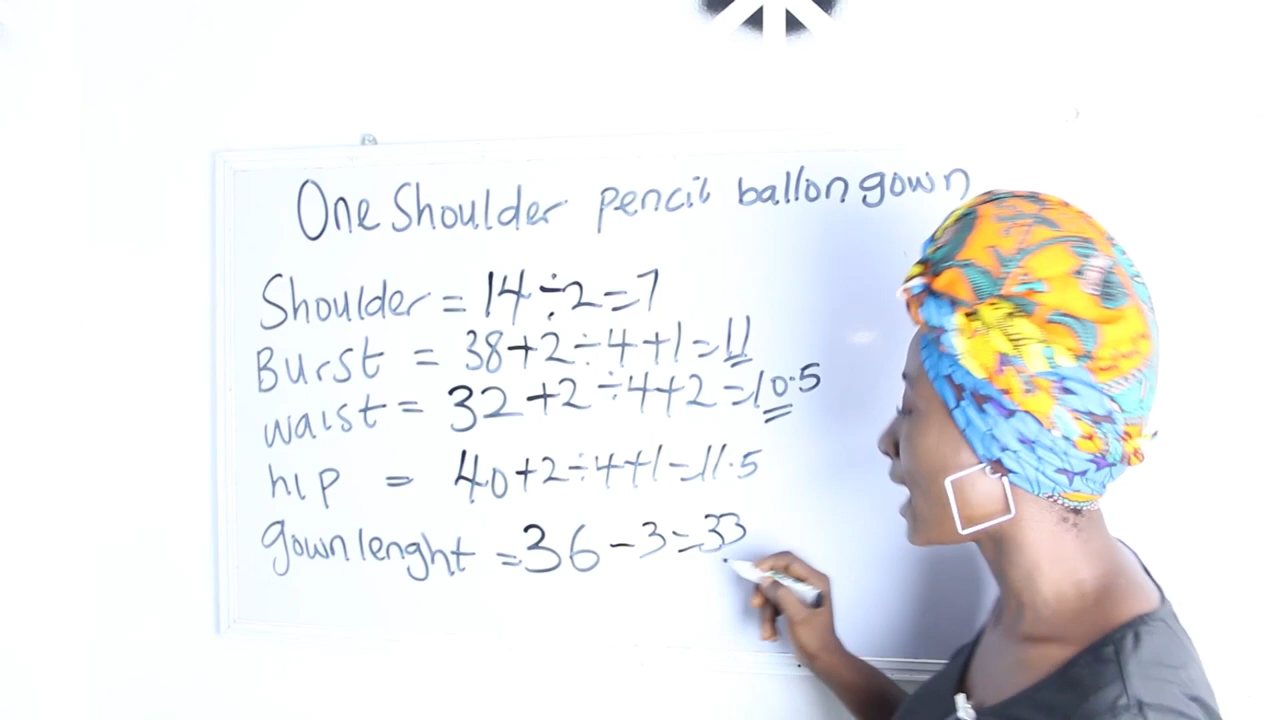 One Shoulder pencil ballon gown
Shoulder = 14÷2=7
Burst = 38+2÷4+1=11
waist = 32+2÷4+2=10.5
hip = 40+2÷4+1=11.5
gown lenght =36-3=33